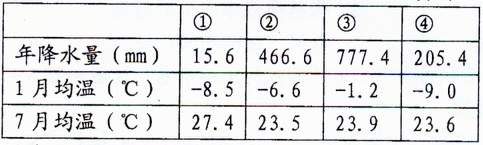 ① ② ③ ④
年降水量(mm) 15.6 466.6 777.4 205.4
1月均温(℃) -8.5 -6.6 -1.2 -9.0
7月均温(℃) 27.4 23.5 23.9 23.6